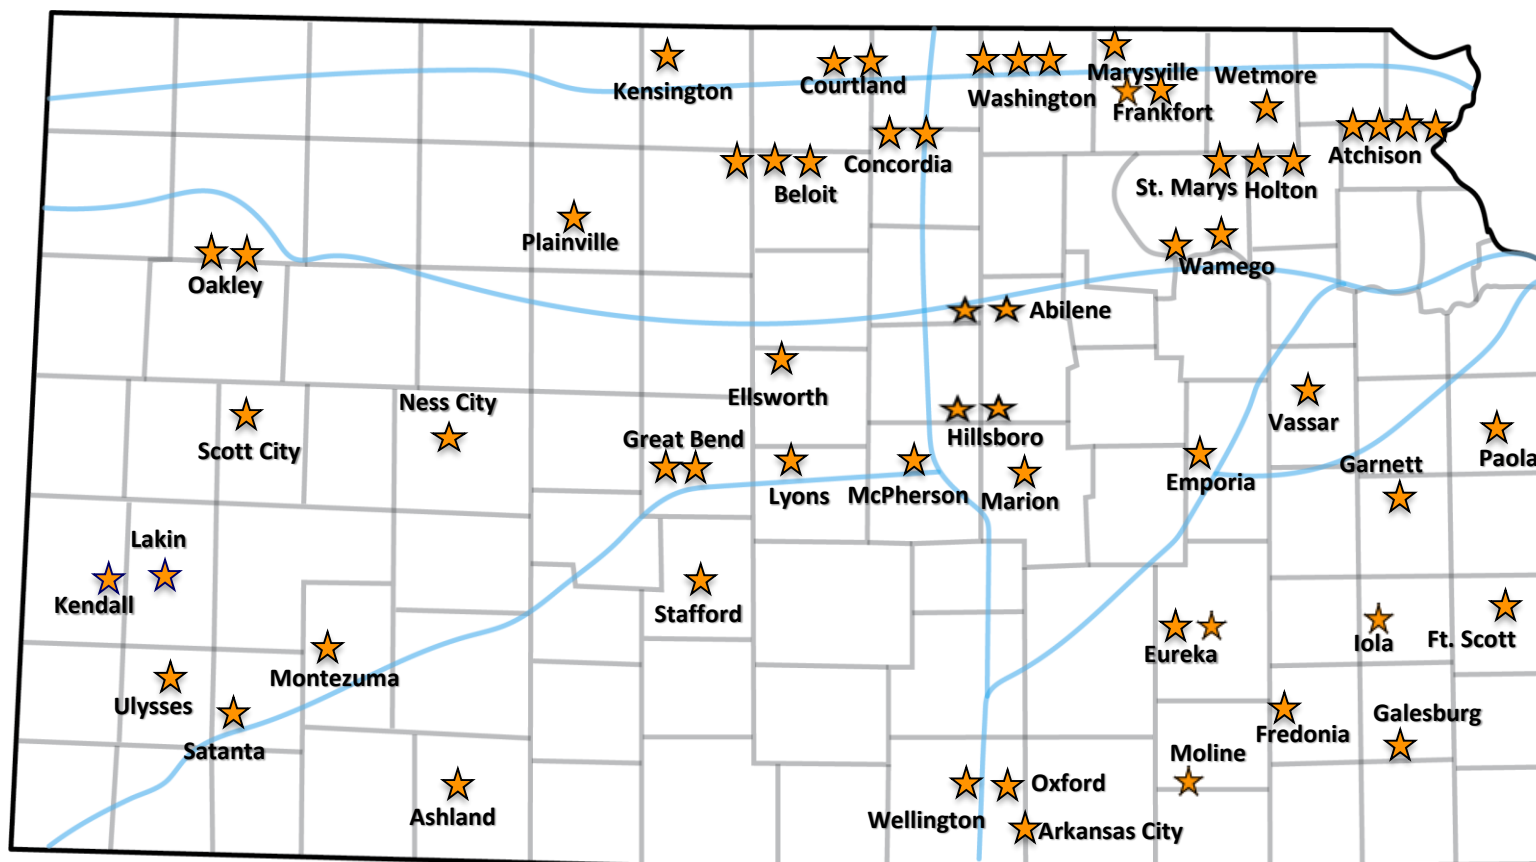 Marysville
Wetmore
Kensington
Courtland
Washington
Frankfort
Atchison
Concordia
Beloit
St. Marys
Holton
Plainville
Wamego
Oakley
Abilene
Ellsworth
Ness City
Vassar
Scott City
Great Bend
Hillsboro
Paola
Garnett
Emporia
Lyons
McPherson
Marion
Lakin
Kendall
Stafford
Iola
Ft. Scott
Eureka
Montezuma
Ulysses
Galesburg
Fredonia
Satanta
Moline
Oxford
Ashland
Wellington
Arkansas City